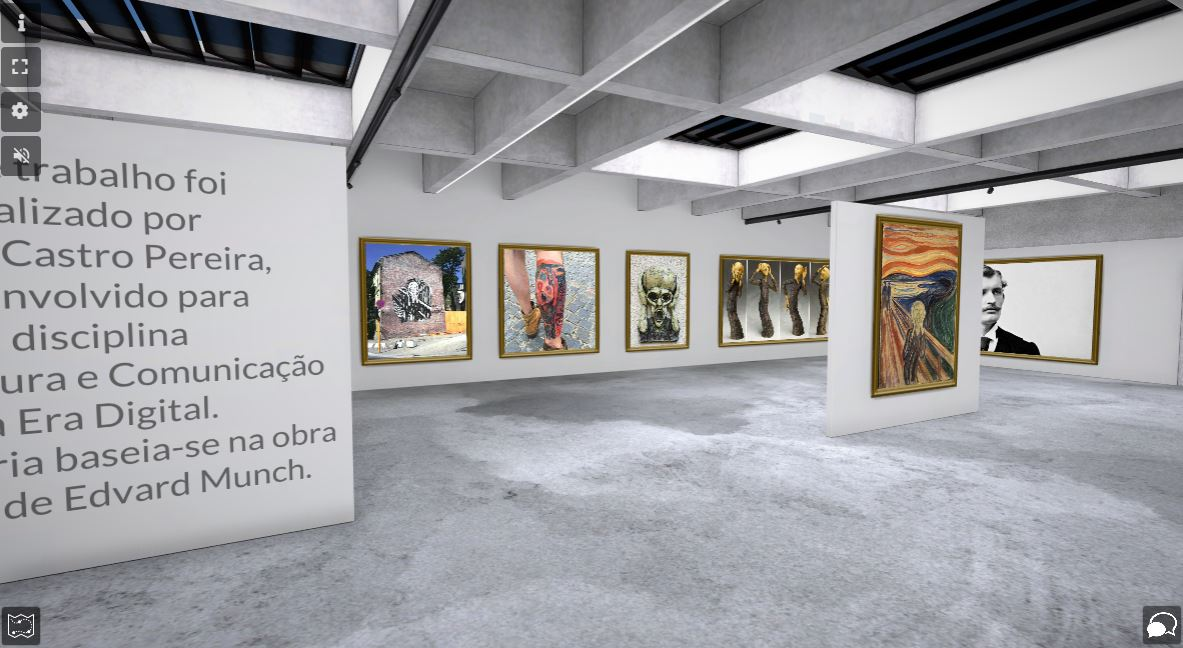 trabalho foi
alizado por
Castro Pereira,
nvolvido para
disciplina
ura e Comunicação
a Era Digital.
ria baseia-se na obra
de Edvard Munch.